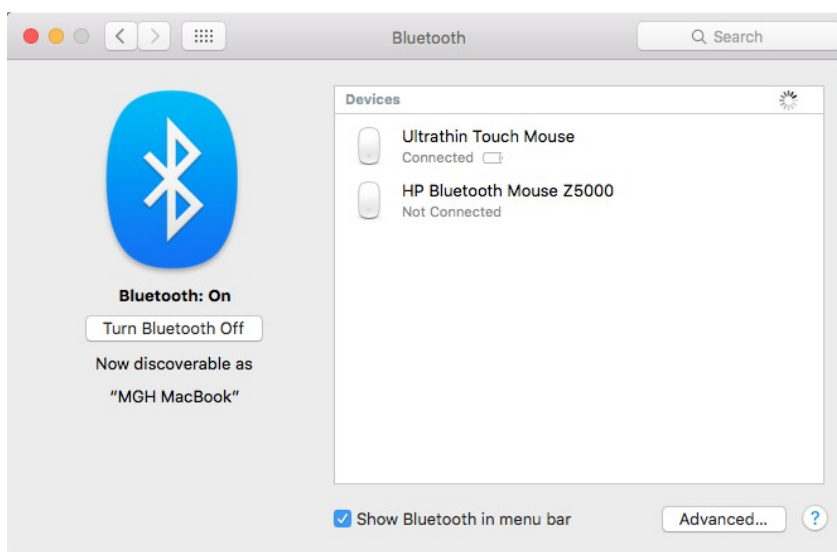 Bluetooth
Search
Devices
Ultrathin Touch Mouse
Connected
HP Bluetooth Mouse Z5000
Not Connected
Bluetooth: On
Turn Bluetooth Off
Now discoverable as
“MGH MacBook”
Show Bluetooth in menu bar
Advanced...
?